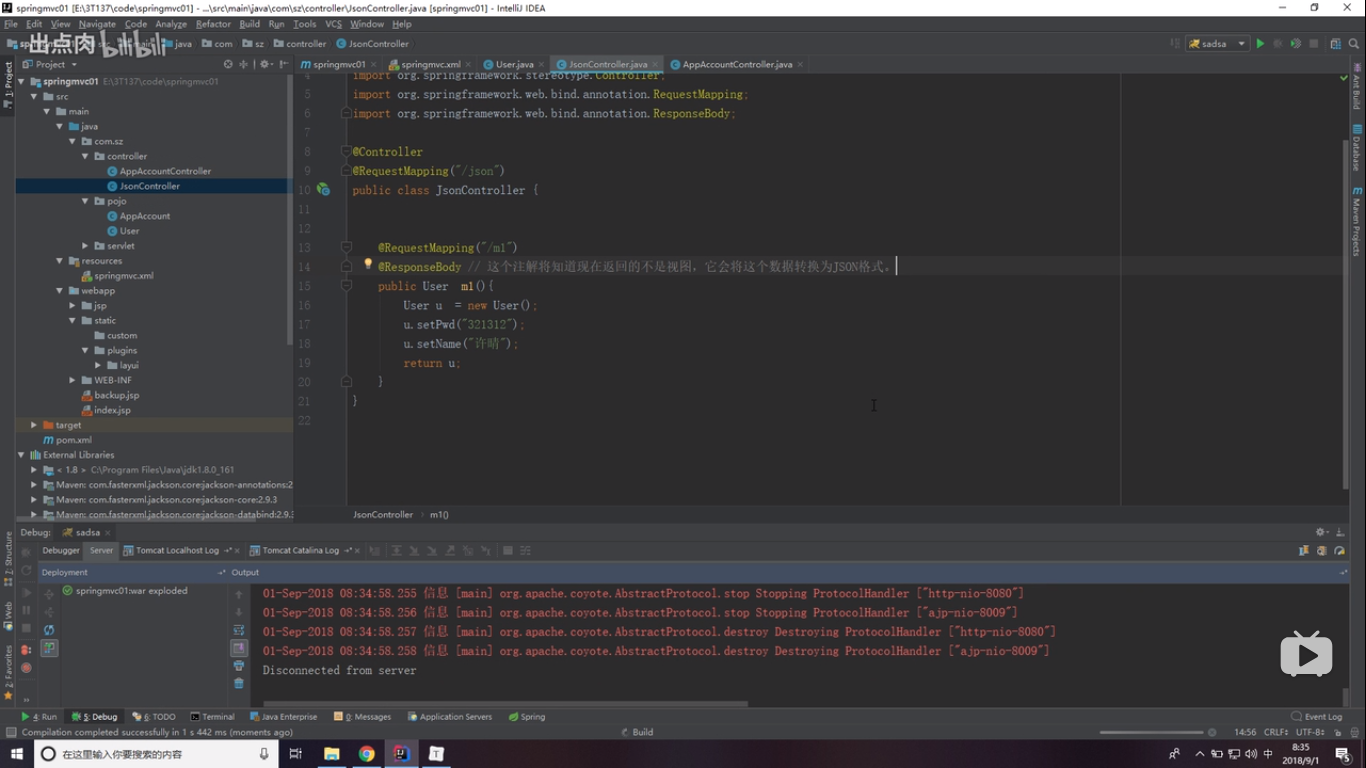 springmvc01 [E:\3T137\code\springmvc01] - ...\src\main\java\com\sz\controller\JsonController.java [springmvc01] - IntelliJ IDEA
File Edit View Navigate Code Analyze Refactor Build Run Tools VCS Window Help
出点肉 bilibili
java com sz controller JsonController
sadsa
Project
springmvc01 springmvc.xml User.java JsonController.java AppAccountController.java
1: Project
springmvc01 E:\3T137\code\springmvc01
src
main
java
com.sz
controller
AppAccountController
JsonController
pojo
AppAccount
User
servlet
resources
springmvc.xml
webapp
jsp
static
custom
plugins
layui
WEB-INF
backup.jsp
index.jsp
target
pom.xml
External Libraries
< 1.8 > C:\Program Files\Java\jdk1.8.0_161
Maven: com.fasterxml.jackson.core:jackson-annotations:2
Maven: com.fasterxml.jackson.core:jackson-core:2.9.3
Maven: com.fasterxml.jackson.core:jackson-databind:2.9.3
4 import org.springframework.stereotype.Controller;
5 import org.springframework.web.bind.annotation.RequestMapping;
6 import org.springframework.web.bind.annotation.ResponseBody;
7
8 @Controller
9 @RequestMapping("/json")
10 public class JsonController {
11
12
13 @RequestMapping("/m1")
14 @ResponseBody // 这个注解将知道现在返回的不是视图，它会将这个数据转换为JSON格式。
15 public User m1(){
16 User u = new User();
17 u.setPwd("321312");
18 u.setName("许晴");
19 return u;
20 }
21 }
22
JsonController m1()
Ant Build
Database
Maven Projects
Debug: sadsa
Debugger Server Tomcat Localhost Log Tomcat Catalina Log
Deployment Output
springmvc01:war exploded
01-Sep-2018 08:34:58.255 信息 [main] org.apache.coyote.AbstractProtocol.stop Stopping ProtocolHandler ["http-nio-8080"]
01-Sep-2018 08:34:58.256 信息 [main] org.apache.coyote.AbstractProtocol.stop Stopping ProtocolHandler ["ajp-nio-8009"]
01-Sep-2018 08:34:58.257 信息 [main] org.apache.coyote.AbstractProtocol.destroy Destroying ProtocolHandler ["http-nio-8080"]
01-Sep-2018 08:34:58.258 信息 [main] org.apache.coyote.AbstractProtocol.destroy Destroying ProtocolHandler ["ajp-nio-8009"]
Disconnected from server
Structure
Web
2: Favorites
4: Run 5: Debug 6: TODO Terminal Java Enterprise 0: Messages Application Servers Spring Event Log
Compilation completed successfully in 1 s 442 ms (moments ago) Build 14:56 CRLF UTF-8
在这里输入你要搜索的内容
中 8:35
2018/9/1
5